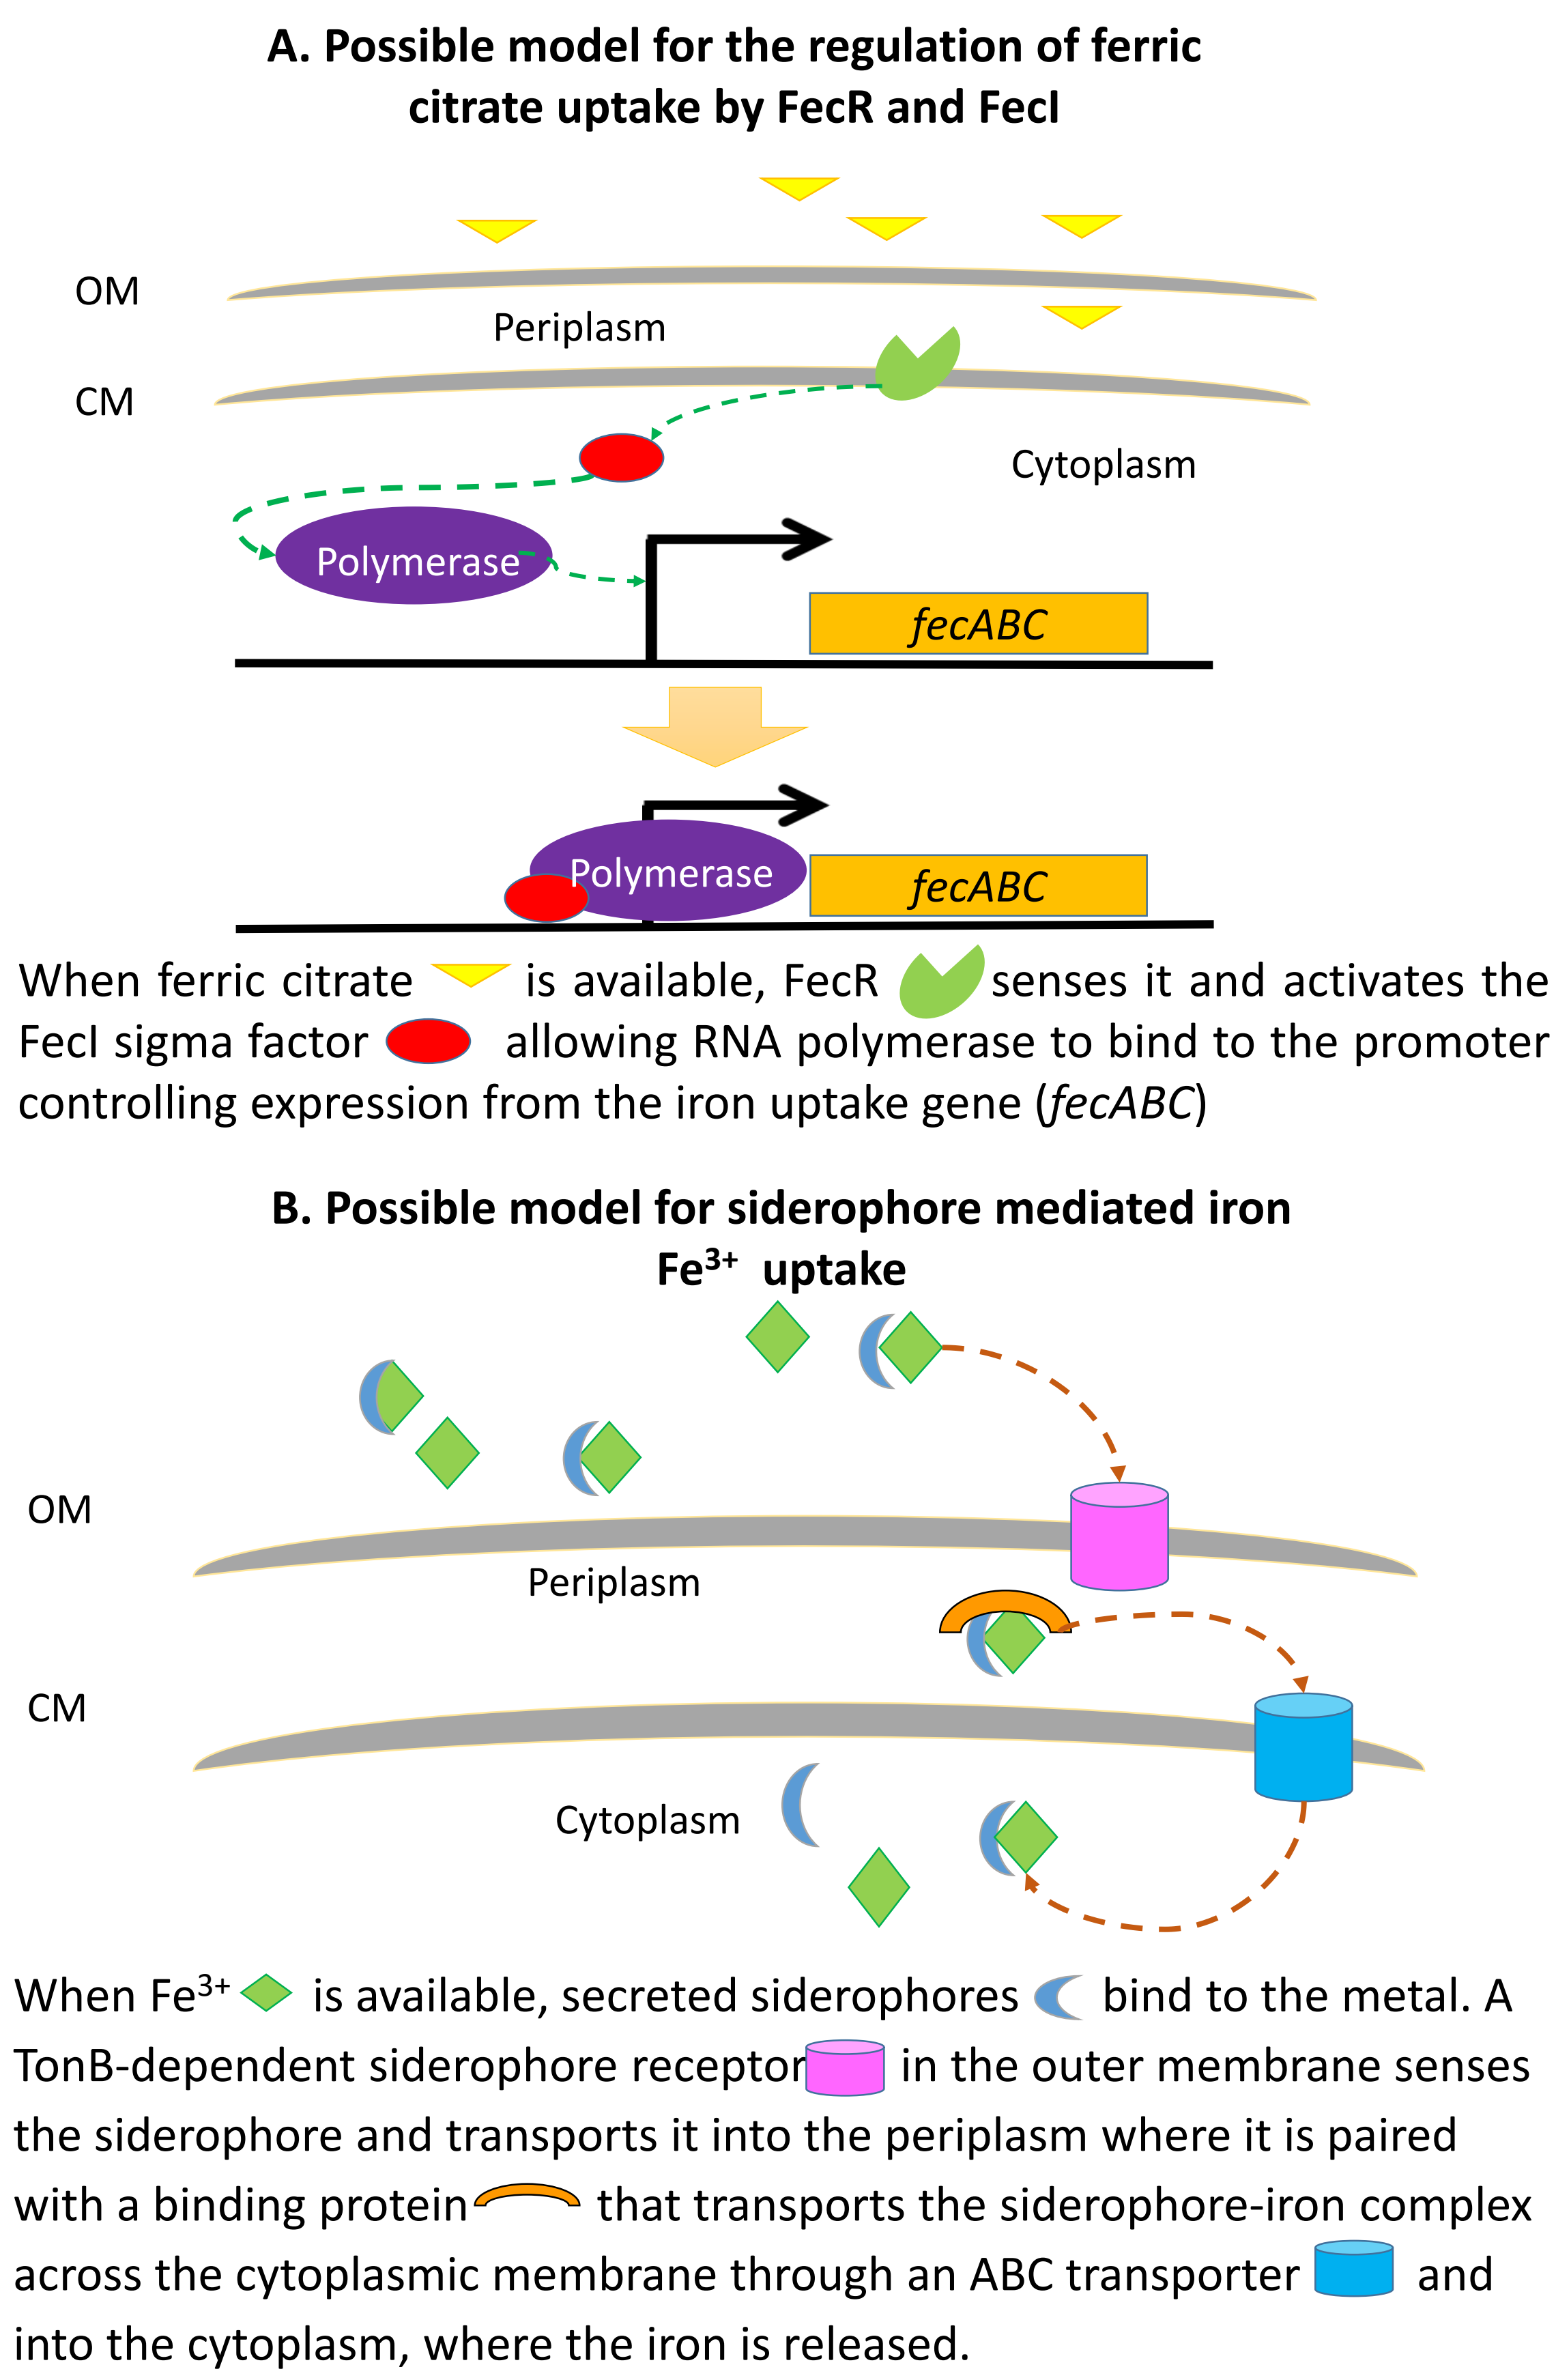 A. Possible model for the regulation of ferric
citrate uptake by FecR and FecI
OM
Periplasm
CM
Cytoplasm
Polymerase
fecABC
Polymerase
fecABC
When ferric citrate is available, FecR senses it and activates the
FecI sigma factor allowing RNA polymerase to bind to the promoter
controlling expression from the iron uptake gene (fecABC)
B. Possible model for siderophore mediated iron
Fe³⁺ uptake
OM
Periplasm
CM
Cytoplasm
When Fe³⁺ is available, secreted siderophores bind to the metal. A
TonB-dependent siderophore receptor in the outer membrane senses
the siderophore and transports it into the periplasm where it is paired
with a binding protein that transports the siderophore-iron complex
across the cytoplasmic membrane through an ABC transporter and
into the cytoplasm, where the iron is released.